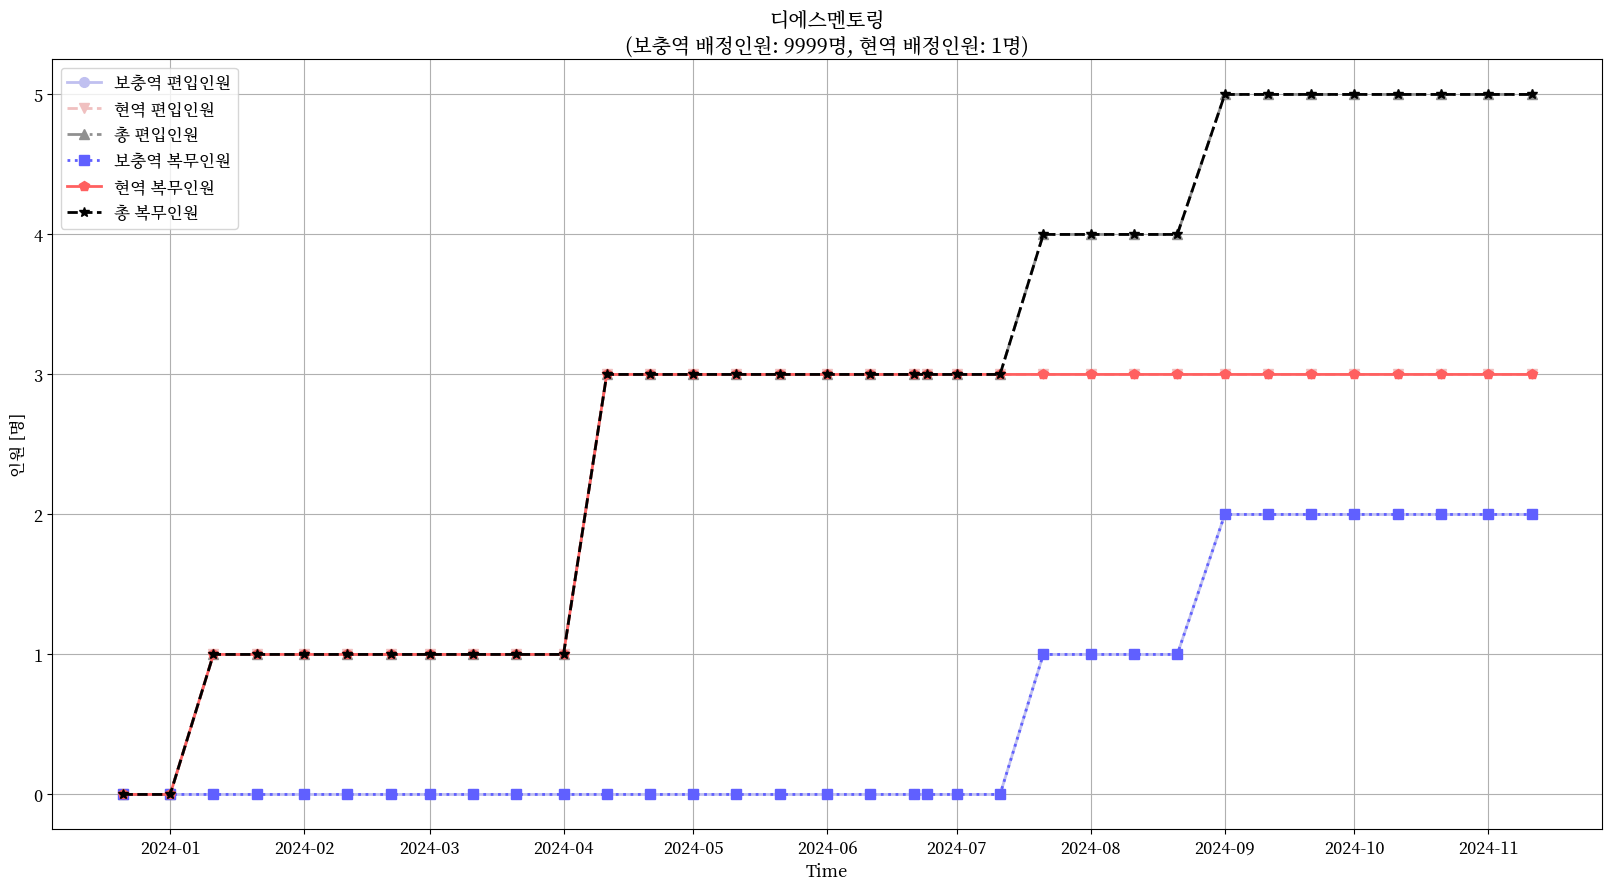 디에스멘토링
(보충역 배정인원: 9999명, 현역 배정인원: 1명)
보충역 편입인원
현역 편입인원
총 편입인원
보충역 복무인원
현역 복무인원
총 복무인원
5
4
3
2
1
0
인원 [명]
2024-01
2024-02
2024-03
2024-04
2024-05
2024-06
2024-07
2024-08
2024-09
2024-10
2024-11
Time